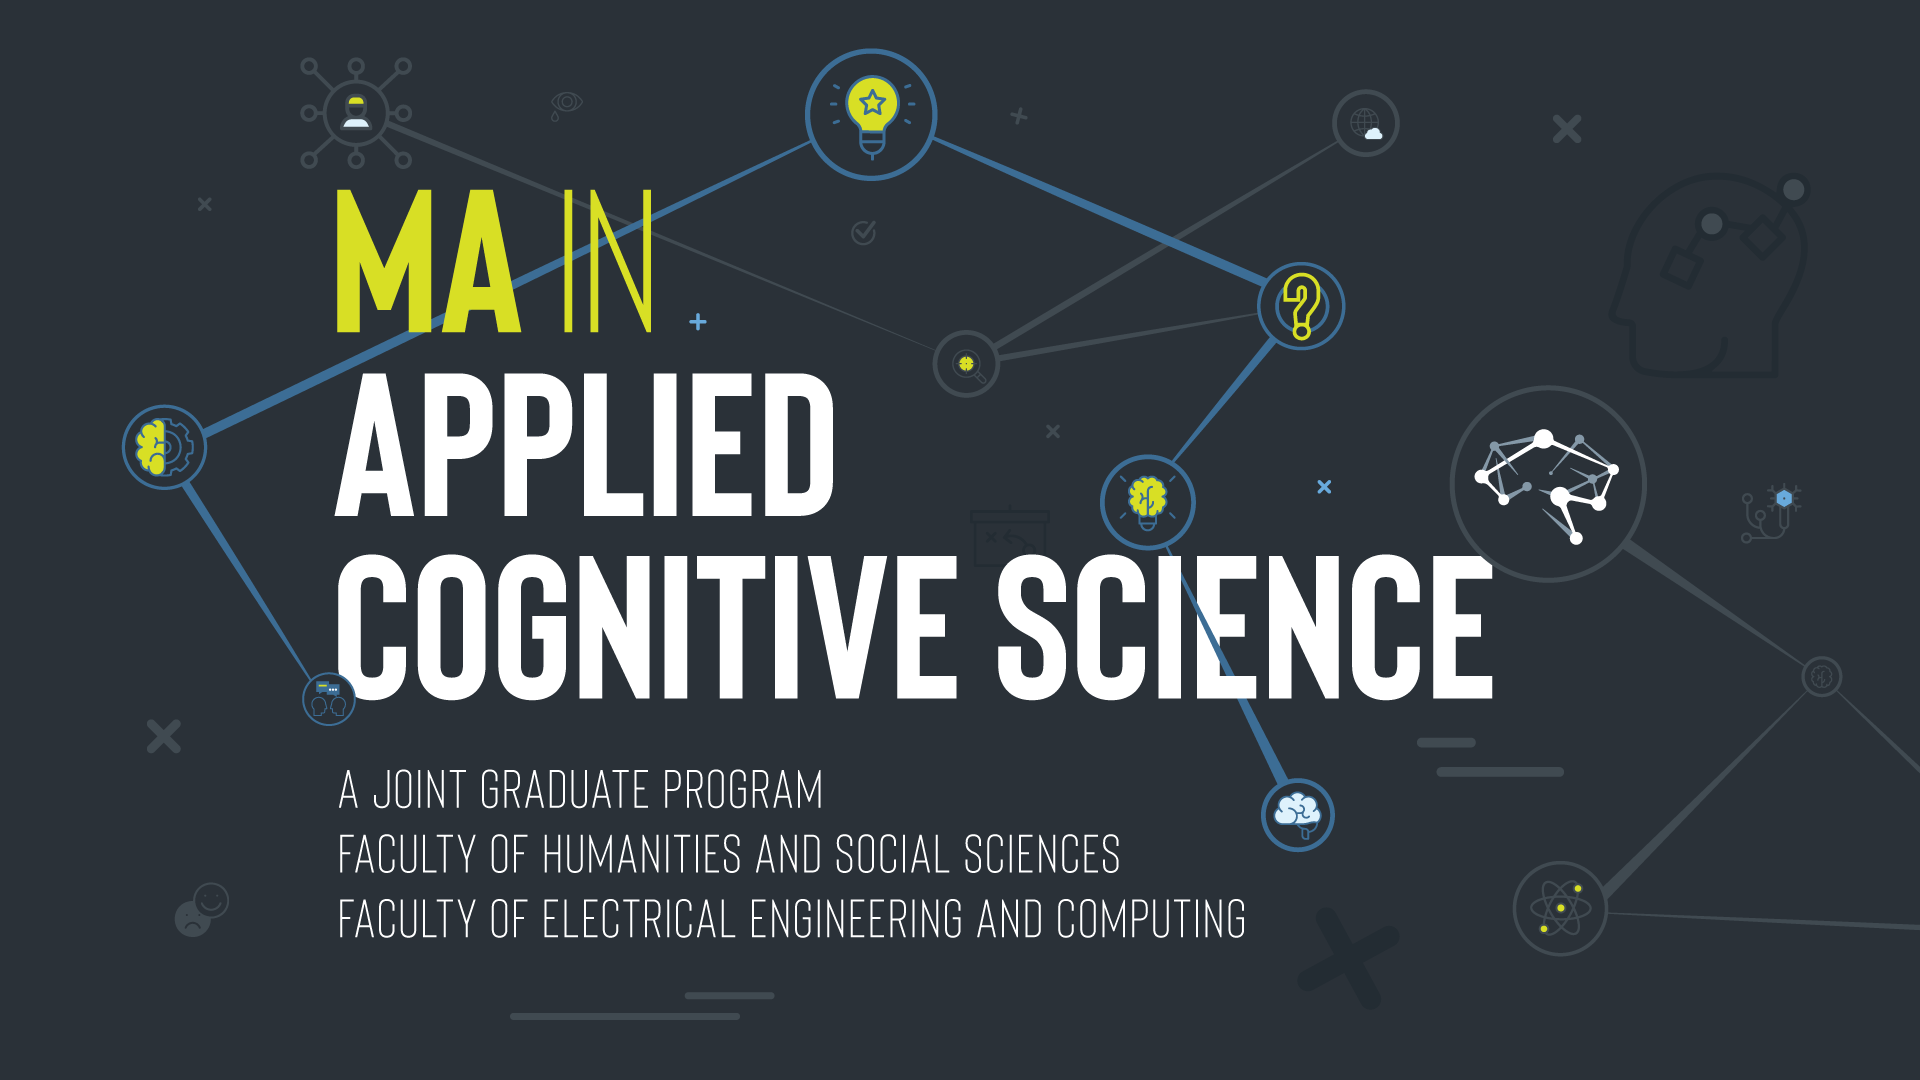 MA IN
APPLIED
COGNITIVE SCIENCE
A JOINT GRADUATE PROGRAM
FACULTY OF HUMANITIES AND SOCIAL SCIENCES
FACULTY OF ELECTRICAL ENGINEERING AND COMPUTING